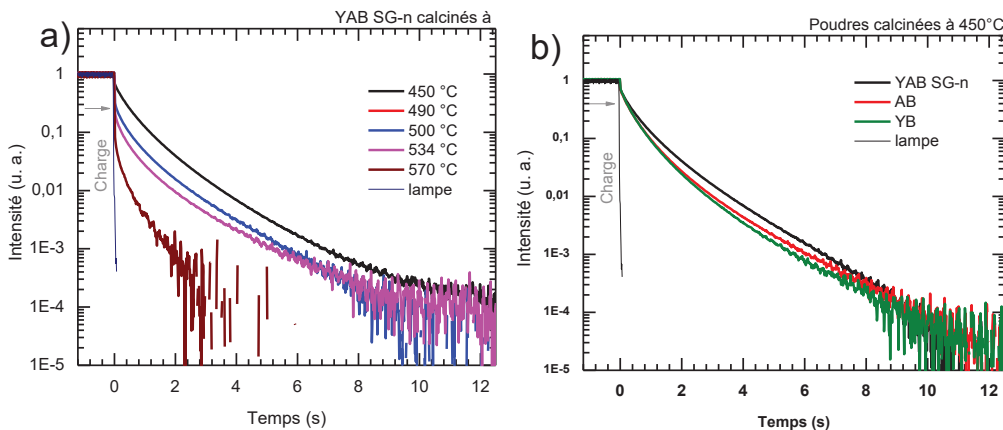 YAB SG-n calcinés à
a)
1
0,1
0,01
1E-3
1E-4
1E-5
Intensité (u. a.)
Charge
450 °C
490 °C
500 °C
534 °C
570 °C
lampe
0 2 4 6 8 10 12
Temps (s)
Poudres calcinées à 450°C
b)
1
0,1
0,01
1E-3
1E-4
1E-5
Intensité (u. a.)
Charge
YAB SG-n
AB
YB
lampe
0 2 4 6 8 10 12
Temps (s)